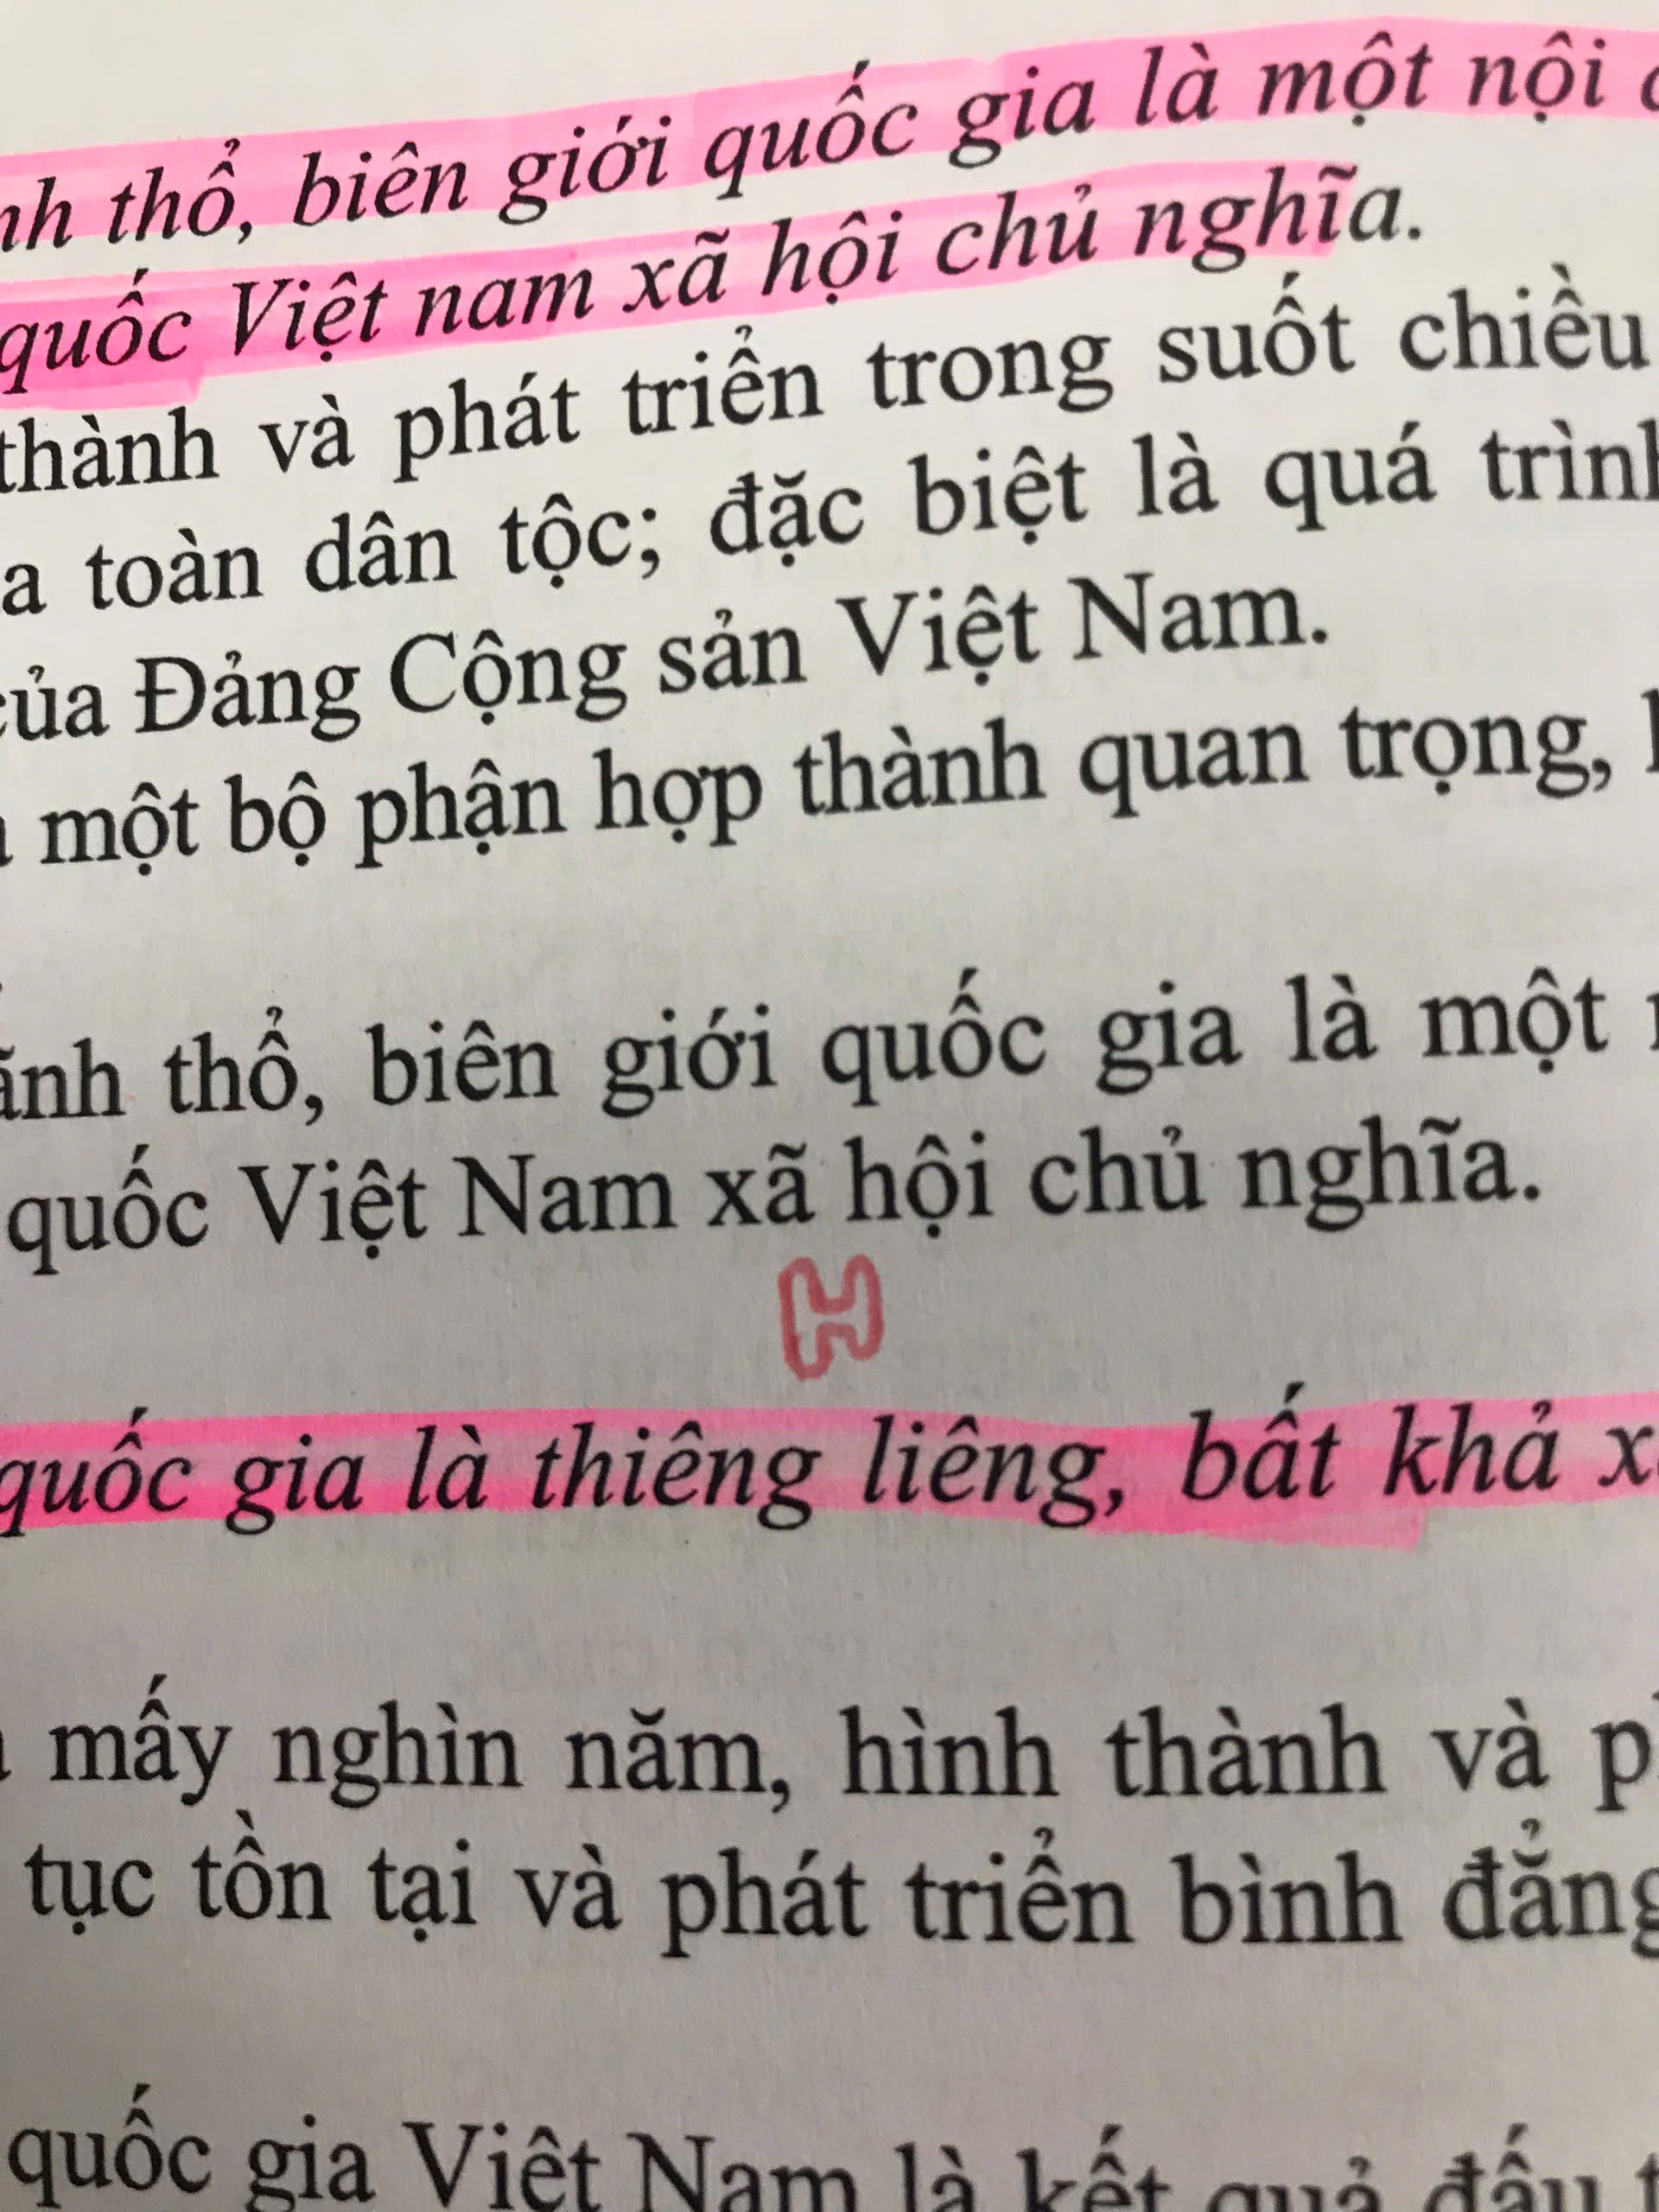 thổ, biên giới quốc gia là một nội
quốc Việt nam xã hội chủ nghĩa.
thành và phát triển trong suốt chiều
toàn dân tộc; đặc biệt là quá
của Đảng Cộng sản Việt Nam.
một bộ phận hợp thành quan trọng,
thổ, biên giới quốc gia là một
quốc Việt Nam xã hội chủ nghĩa.
H
quốc gia là thiêng liêng, bất khả
mấy nghìn năm, hình thành và
tục tồn tại và phát triển bình đẳng
quốc gia Việt Nam là kết quả đấu